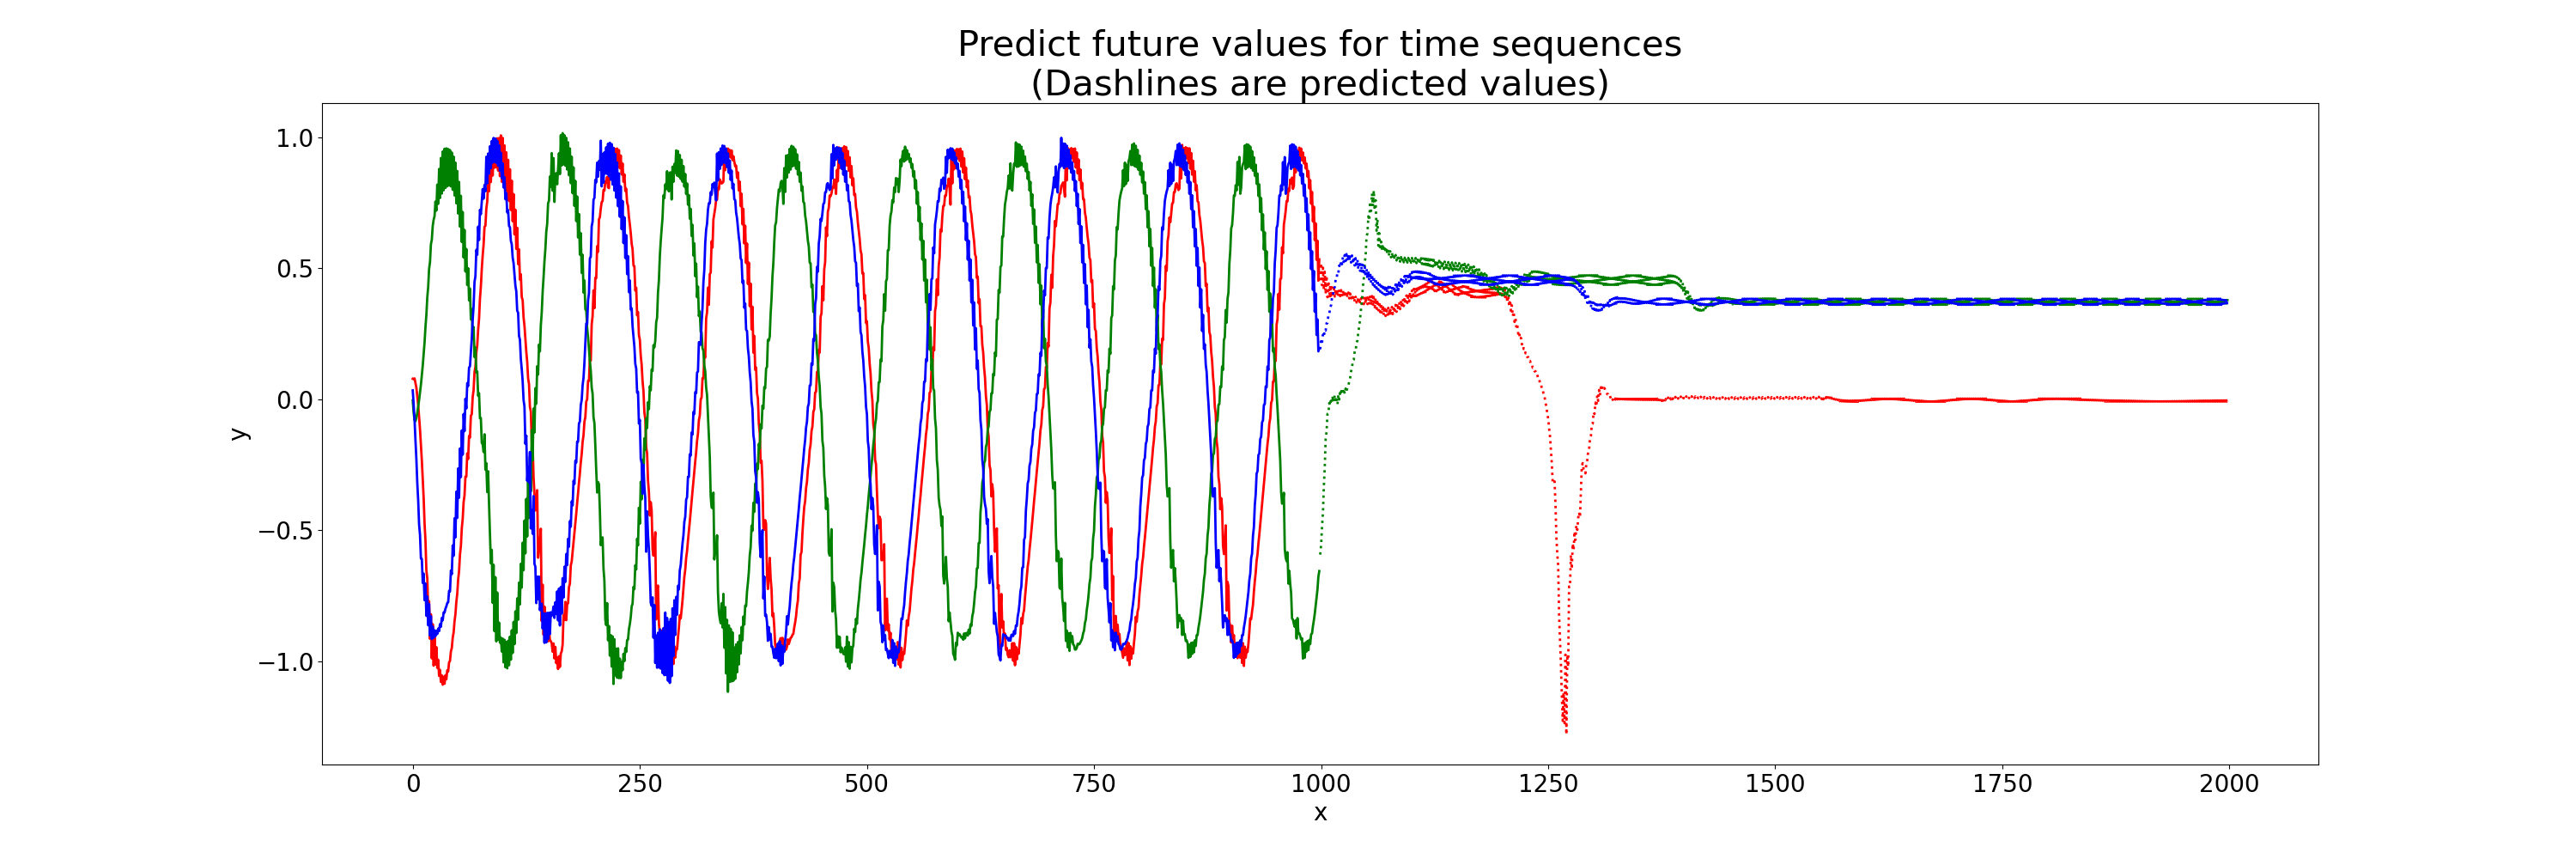 Predict future values for time sequences
(Dashlines are predicted values)
1.0
0.5
0.0
−0.5
−1.0
y
0 250 500 750 1000 1250 1500 1750 2000
x